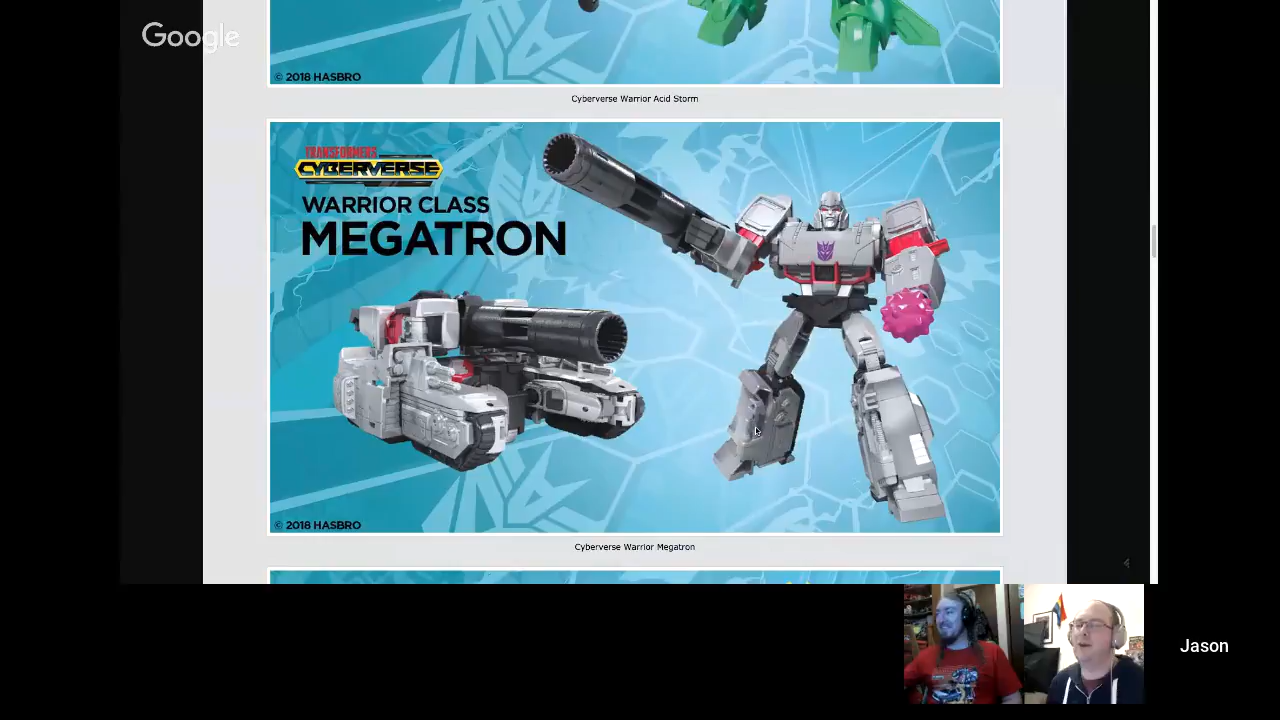 Google
© 2018 HASBRO
Cyberverse Warrior Acid Storm
TRANSFORMERS
CYBERVERSE
WARRIOR CLASS
MEGATRON
© 2018 HASBRO
Cyberverse Warrior Megatron
Jason